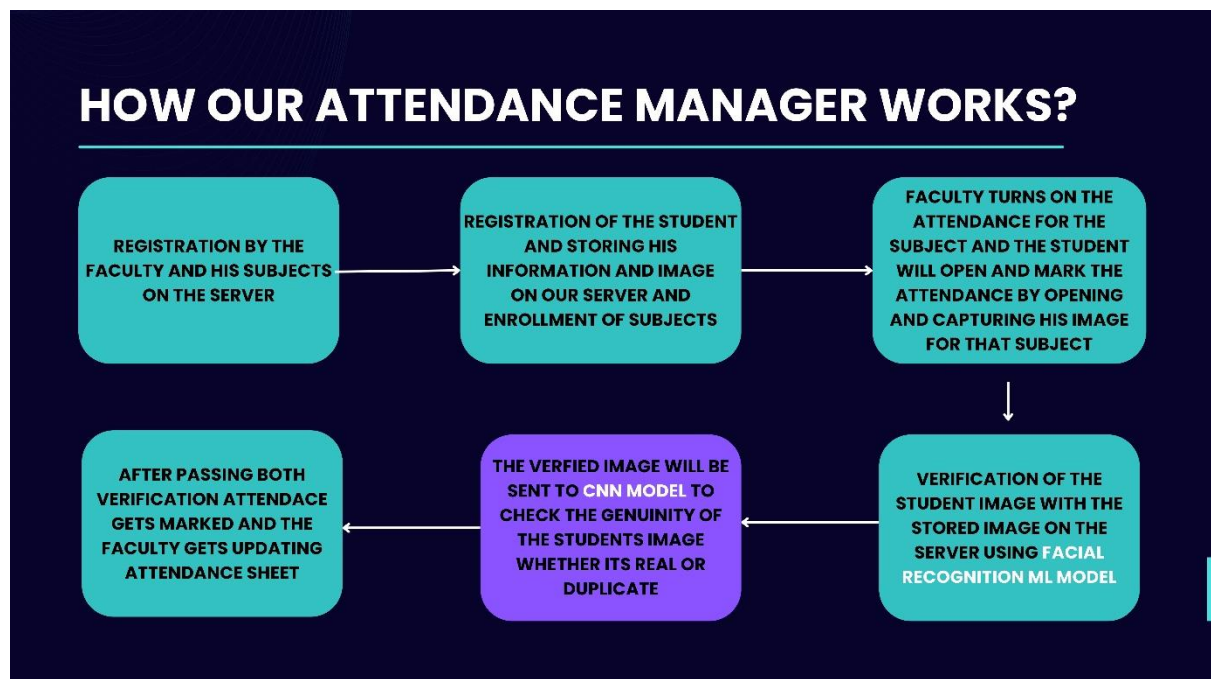 HOW OUR ATTENDANCE MANAGER WORKS?
REGISTRATION BY THE
FACULTY AND HIS SUBJECTS
ON THE SERVER
REGISTRATION OF THE STUDENT
AND STORING HIS
INFORMATION AND IMAGE
ON OUR SERVER AND
ENROLLMENT OF SUBJECTS
FACULTY TURNS ON THE
ATTENDANCE FOR THE
SUBJECT AND THE STUDENT
WILL OPEN AND MARK THE
ATTENDANCE BY OPENING
AND CAPTURING HIS IMAGE
FOR THAT SUBJECT
VERIFICATION OF THE
STUDENT IMAGE WITH THE
STORED IMAGE ON THE
SERVER USING FACIAL
RECOGNITION ML MODEL
THE VERFIED IMAGE WILL BE
SENT TO CNN MODEL TO
CHECK THE GENUINITY OF
THE STUDENTS IMAGE
WHETHER ITS REAL OR
DUPLICATE
AFTER PASSING BOTH
VERIFICATION ATTENDACE
GETS MARKED AND THE
FACULTY GETS UPDATING
ATTENDANCE SHEET